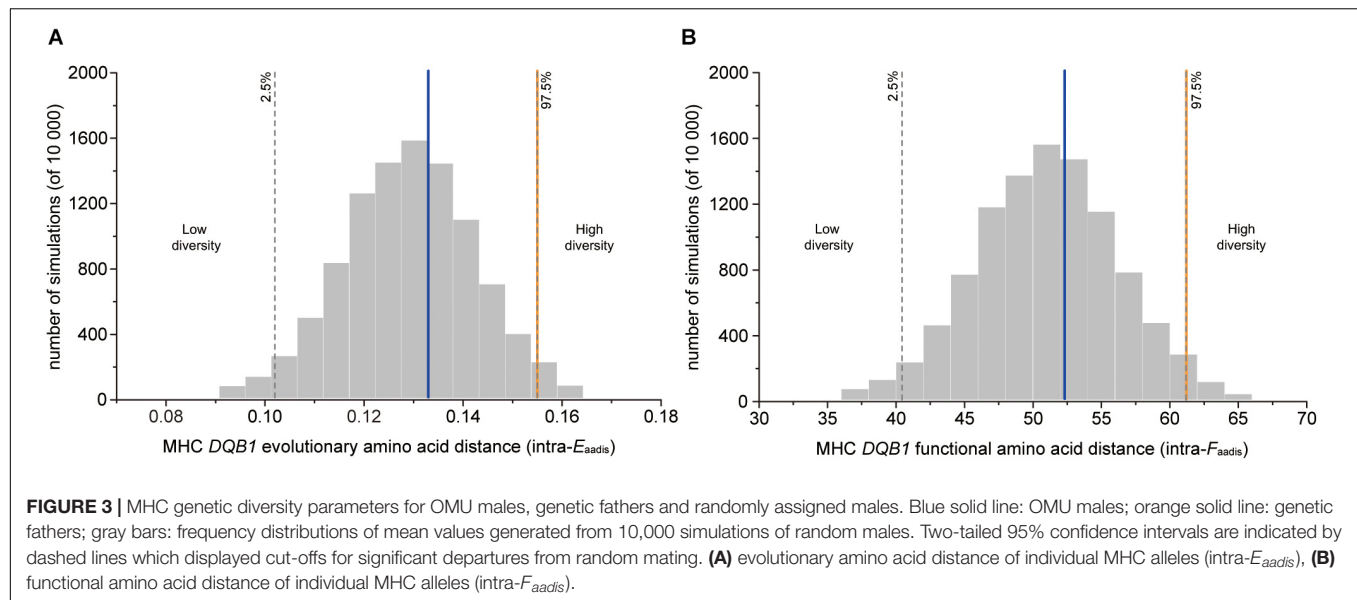 A
2000
1600
1200
800
400
0
number of simulations (of 10 000)
2.5%
97.5%
Low
diversity
High
diversity
0.08
0.10
0.12
0.14
0.16
0.18
MHC DQB1 evolutionary amino acid distance (intra-Eaadis)
B
2000
1600
1200
800
400
0
number of simulations (of 10 000)
2.5%
97.5%
Low
diversity
High
diversity
30
35
40
45
50
55
60
65
70
MHC DQB1 functional amino acid distance (intra-Faadis)
FIGURE 3 | MHC genetic diversity parameters for OMU males, genetic fathers and randomly assigned males. Blue solid line: OMU males; orange solid line: genetic
fathers; gray bars: frequency distributions of mean values generated from 10,000 simulations of random males. Two-tailed 95% confidence intervals are indicated by
dashed lines which displayed cut-offs for significant departures from random mating. (A) evolutionary amino acid distance of individual MHC alleles (intra-Eaadis), (B)
functional amino acid distance of individual MHC alleles (intra-Faadis).